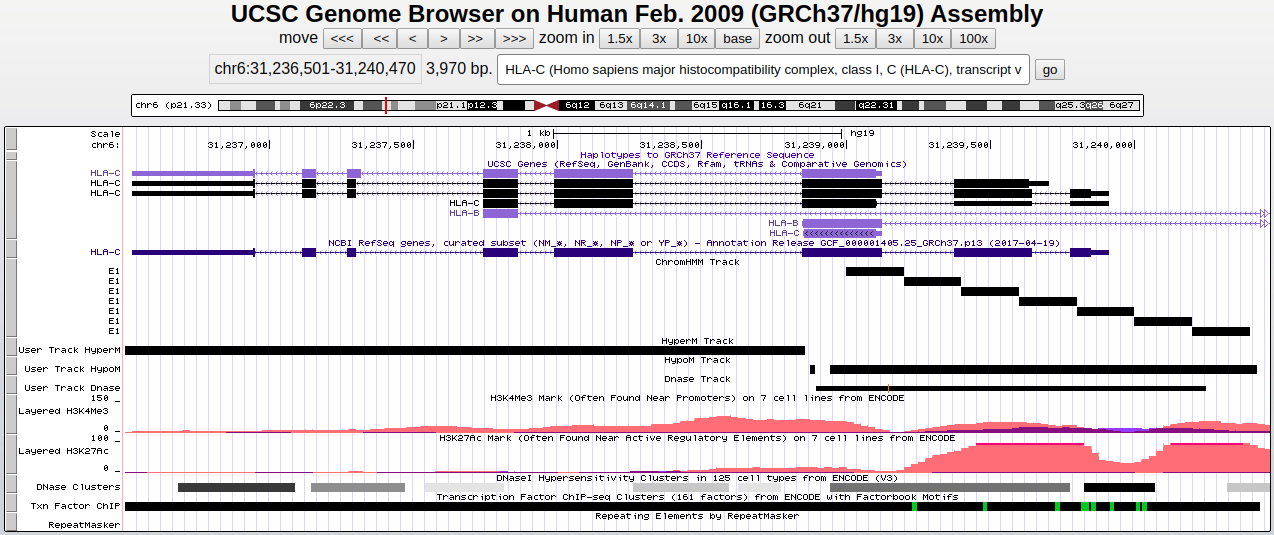 UCSC Genome Browser on Human Feb. 2009 (GRCh37/hg19) Assembly
move <<< << < > >> >>> zoom in 1.5x 3x 10x base zoom out 1.5x 3x 10x 100x
chr6:31,236,501-31,240,470 3,970 bp. HLA-C (Homo sapiens major histocompatibility complex, class I, C (HLA-C), transcript v go
chr6 (p21.33) 6p22.3 p21.1 p12.3 6q12 6q13 6q14.1 6q15 q16.1 16.3 6q21 q22.31 q25.3 q26 6q27
Scale 1 kb hg19
chr6: 31,237,000 31,237,500 31,238,000 31,238,500 31,239,000 31,239,500 31,240,000
Haplotypes to GRCh37 Reference Sequence
UCSC Genes (RefSeq, GenBank, CCDS, Rfam, tRNAs & Comparative Genomics)
HLA-C
HLA-C
HLA-C
HLA-C
HLA-B
HLA-B
HLA-C
NCBI RefSeq genes, curated subset (NM_*, NR_*, NP_* or YP_*) - Annotation Release GCF_000001405.25_GRCh37.p13 (2017-04-19)
HLA-C
ChromHMM Track
E1
E1
E1
E1
E1
E1
E1
HyperM Track
User Track HyperM
HypoM Track
User Track HypoM
Dnase Track
User Track Dnase
H3K4Me3 Mark (Often Found Near Promoters) on 7 cell lines from ENCODE
150 _
Layered H3K4Me3
0 _
H3K27Ac Mark (Often Found Near Active Regulatory Elements) on 7 cell lines from ENCODE
100 _
Layered H3K27Ac
0 _
DNaseI Hypersensitivity Clusters in 125 cell types from ENCODE (V3)
DNase Clusters
Transcription Factor ChIP-seq Clusters (161 factors) from ENCODE with Factorbook Motifs
Txn Factor ChIP
Repeating Elements by RepeatMasker
RepeatMasker